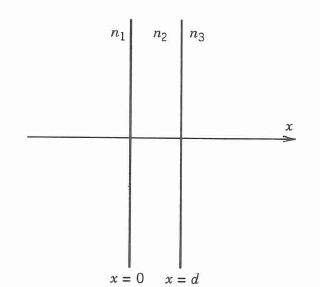 n₁ n₂ n₃
x
x = 0 x = d